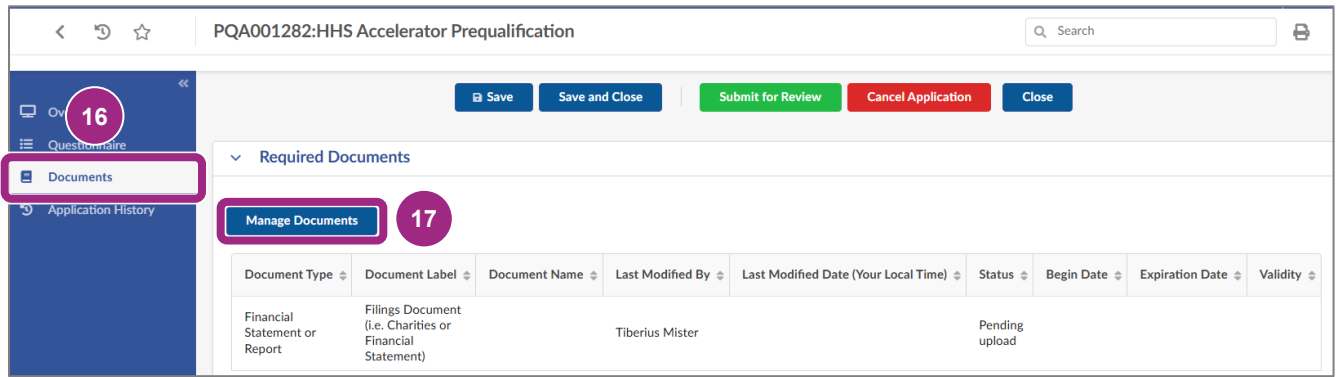 PQA001282:HHS Accelerator Prequalification
Search
Save
Save and Close
Submit for Review
Cancel Application
Close
16
Questionnaire
Documents
Application History
Required Documents
Manage Documents
17
Document Type
Document Label
Document Name
Last Modified By
Last Modified Date (Your Local Time)
Status
Begin Date
Expiration Date
Validity
Financial
Statement or
Report
Filings Document
(i.e. Charities or
Financial
Statement)
Tiberius Mister
Pending
upload